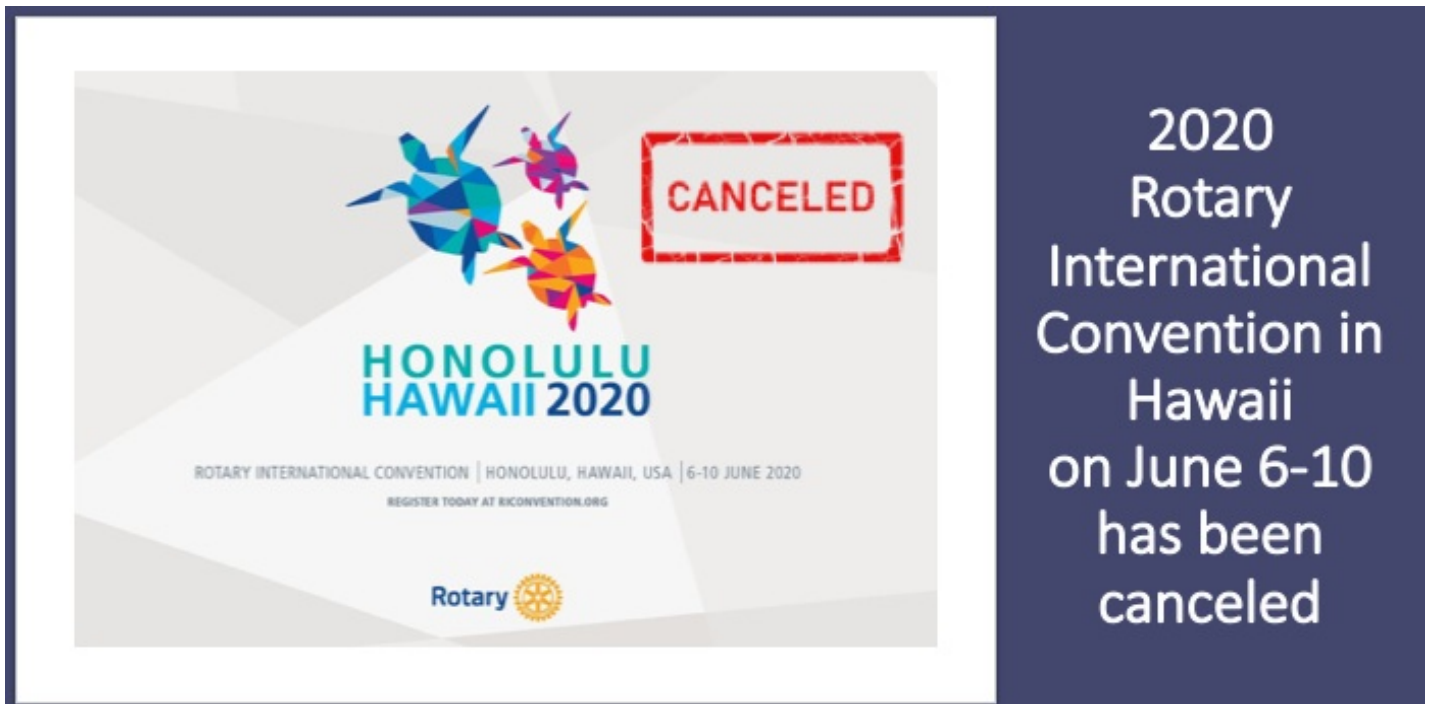 CANCELED
HONOLULU
HAWAII 2020
ROTARY INTERNATIONAL CONVENTION | HONOLULU, HAWAII, USA | 6-10 JUNE 2020
REGISTER TODAY AT RICONVENTION.ORG
Rotary
2020
Rotary
International
Convention in
Hawaii
on June 6-10
has been
canceled